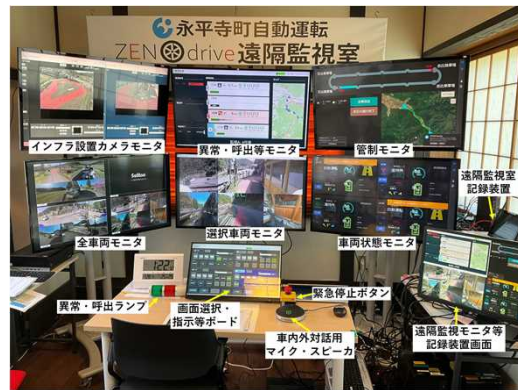 永平寺町自動運転
ZEN drive遠隔監視室
インフラ設置カメラモニタ
異常・呼出等モニタ
管制モニタ
遠隔監視室
記録装置
全車両モニタ
選択車両モニタ
車両状態モニタ
異常・呼出ランプ
画面選択・
指示等ボード
緊急停止ボタン
車内外対話用
マイク・スピーカ
遠隔監視モニタ等
記録装置画面